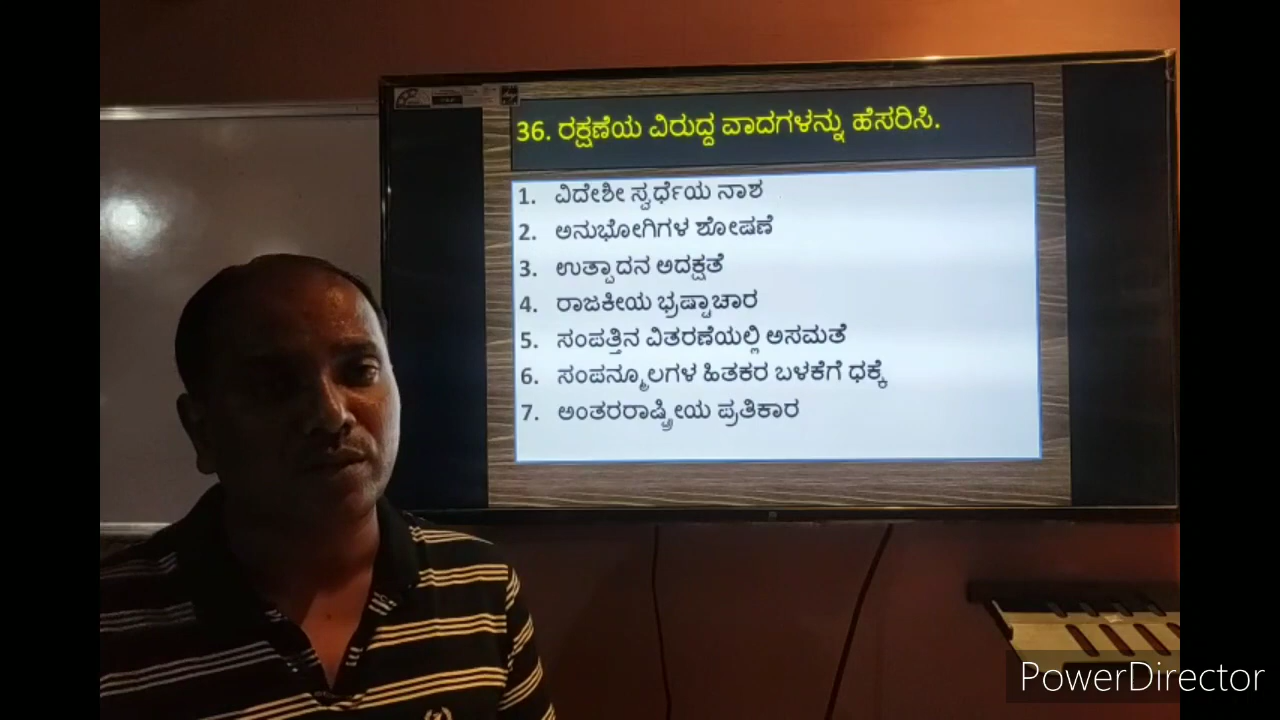 36. ರಕ್ಷಣೆಯ ವಿರುದ್ದ ವಾದಗಳನ್ನು ಹೆಸರಿಸಿ.
1. ವಿದೇಶೀ ಸ್ಪರ್ಧೆಯ ನಾಶ
2. ಅನುಭೋಗಿಗಳ ಶೋಷಣೆ
3. ಉತ್ಪಾದನ ಅದಕ್ಷತೆ
4. ರಾಜಕೀಯ ಭ್ರಷ್ಟಾಚಾರ
5. ಸಂಪತ್ತಿನ ವಿತರಣೆಯಲ್ಲಿ ಅಸಮತೆ
6. ಸಂಪನ್ಮೂಲಗಳ ಹಿತಕರ ಬಳಕೆಗೆ ಧಕ್ಕೆ
7. ಅಂತರರಾಷ್ಟ್ರೀಯ ಪ್ರತಿಕಾರ
PowerDirector